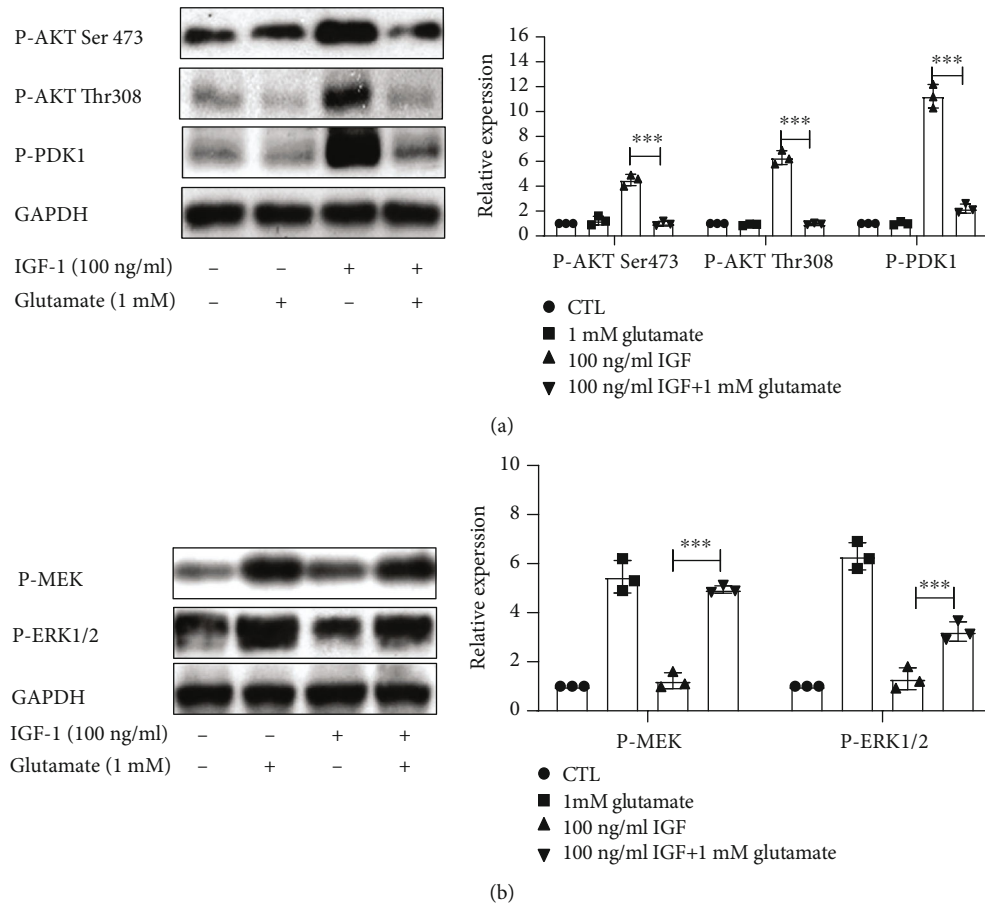 P-AKT Ser 473
P-AKT Thr308
P-PDK1
GAPDH
IGF-1 (100 ng/ml) – – + +
Glutamate (1 mM) – + – +
Relative experssion
16
14
12
10
8
6
4
2
0
***
***
***
P-AKT Ser473 P-AKT Thr308 P-PDK1
CTL
1 mM glutamate
100 ng/ml IGF
100 ng/ml IGF+1 mM glutamate
(a)
P-MEK
P-ERK1/2
GAPDH
IGF-1 (100 ng/ml) – – + +
Glutamate (1 mM) – + – +
Relative experssion
10
8
6
4
2
0
***
***
P-MEK P-ERK1/2
CTL
1mM glutamate
100 ng/ml IGF
100 ng/ml IGF+1 mM glutamate
(b)